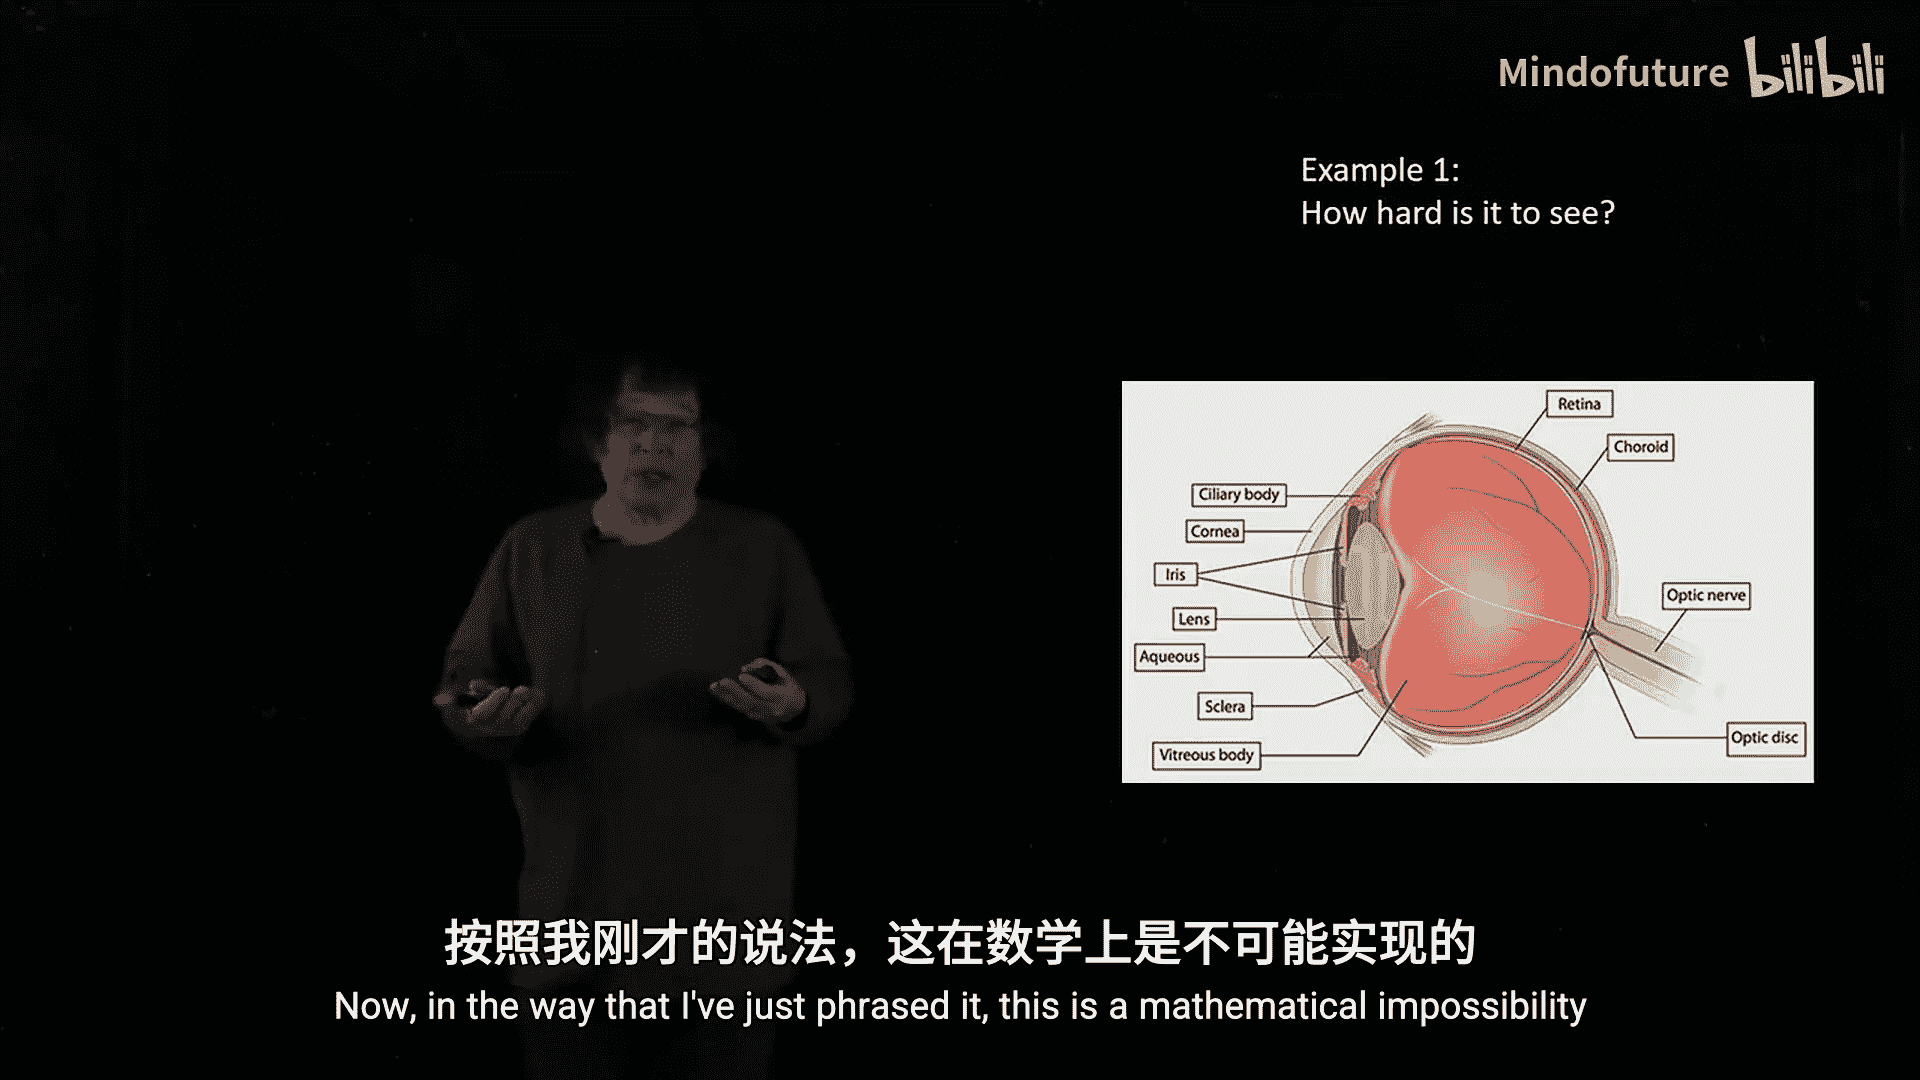 Mindofuture bilibili
Example 1:
How hard is it to see?
Retina
Choroid
Ciliary body
Cornea
Iris
Lens
Optic nerve
Aqueous
Sclera
Optic disc
Vitreous body
按照我刚才的说法，这在数学上是不可能实现的
Now, in the way that I've just phrased it, this is a mathematical impossibility